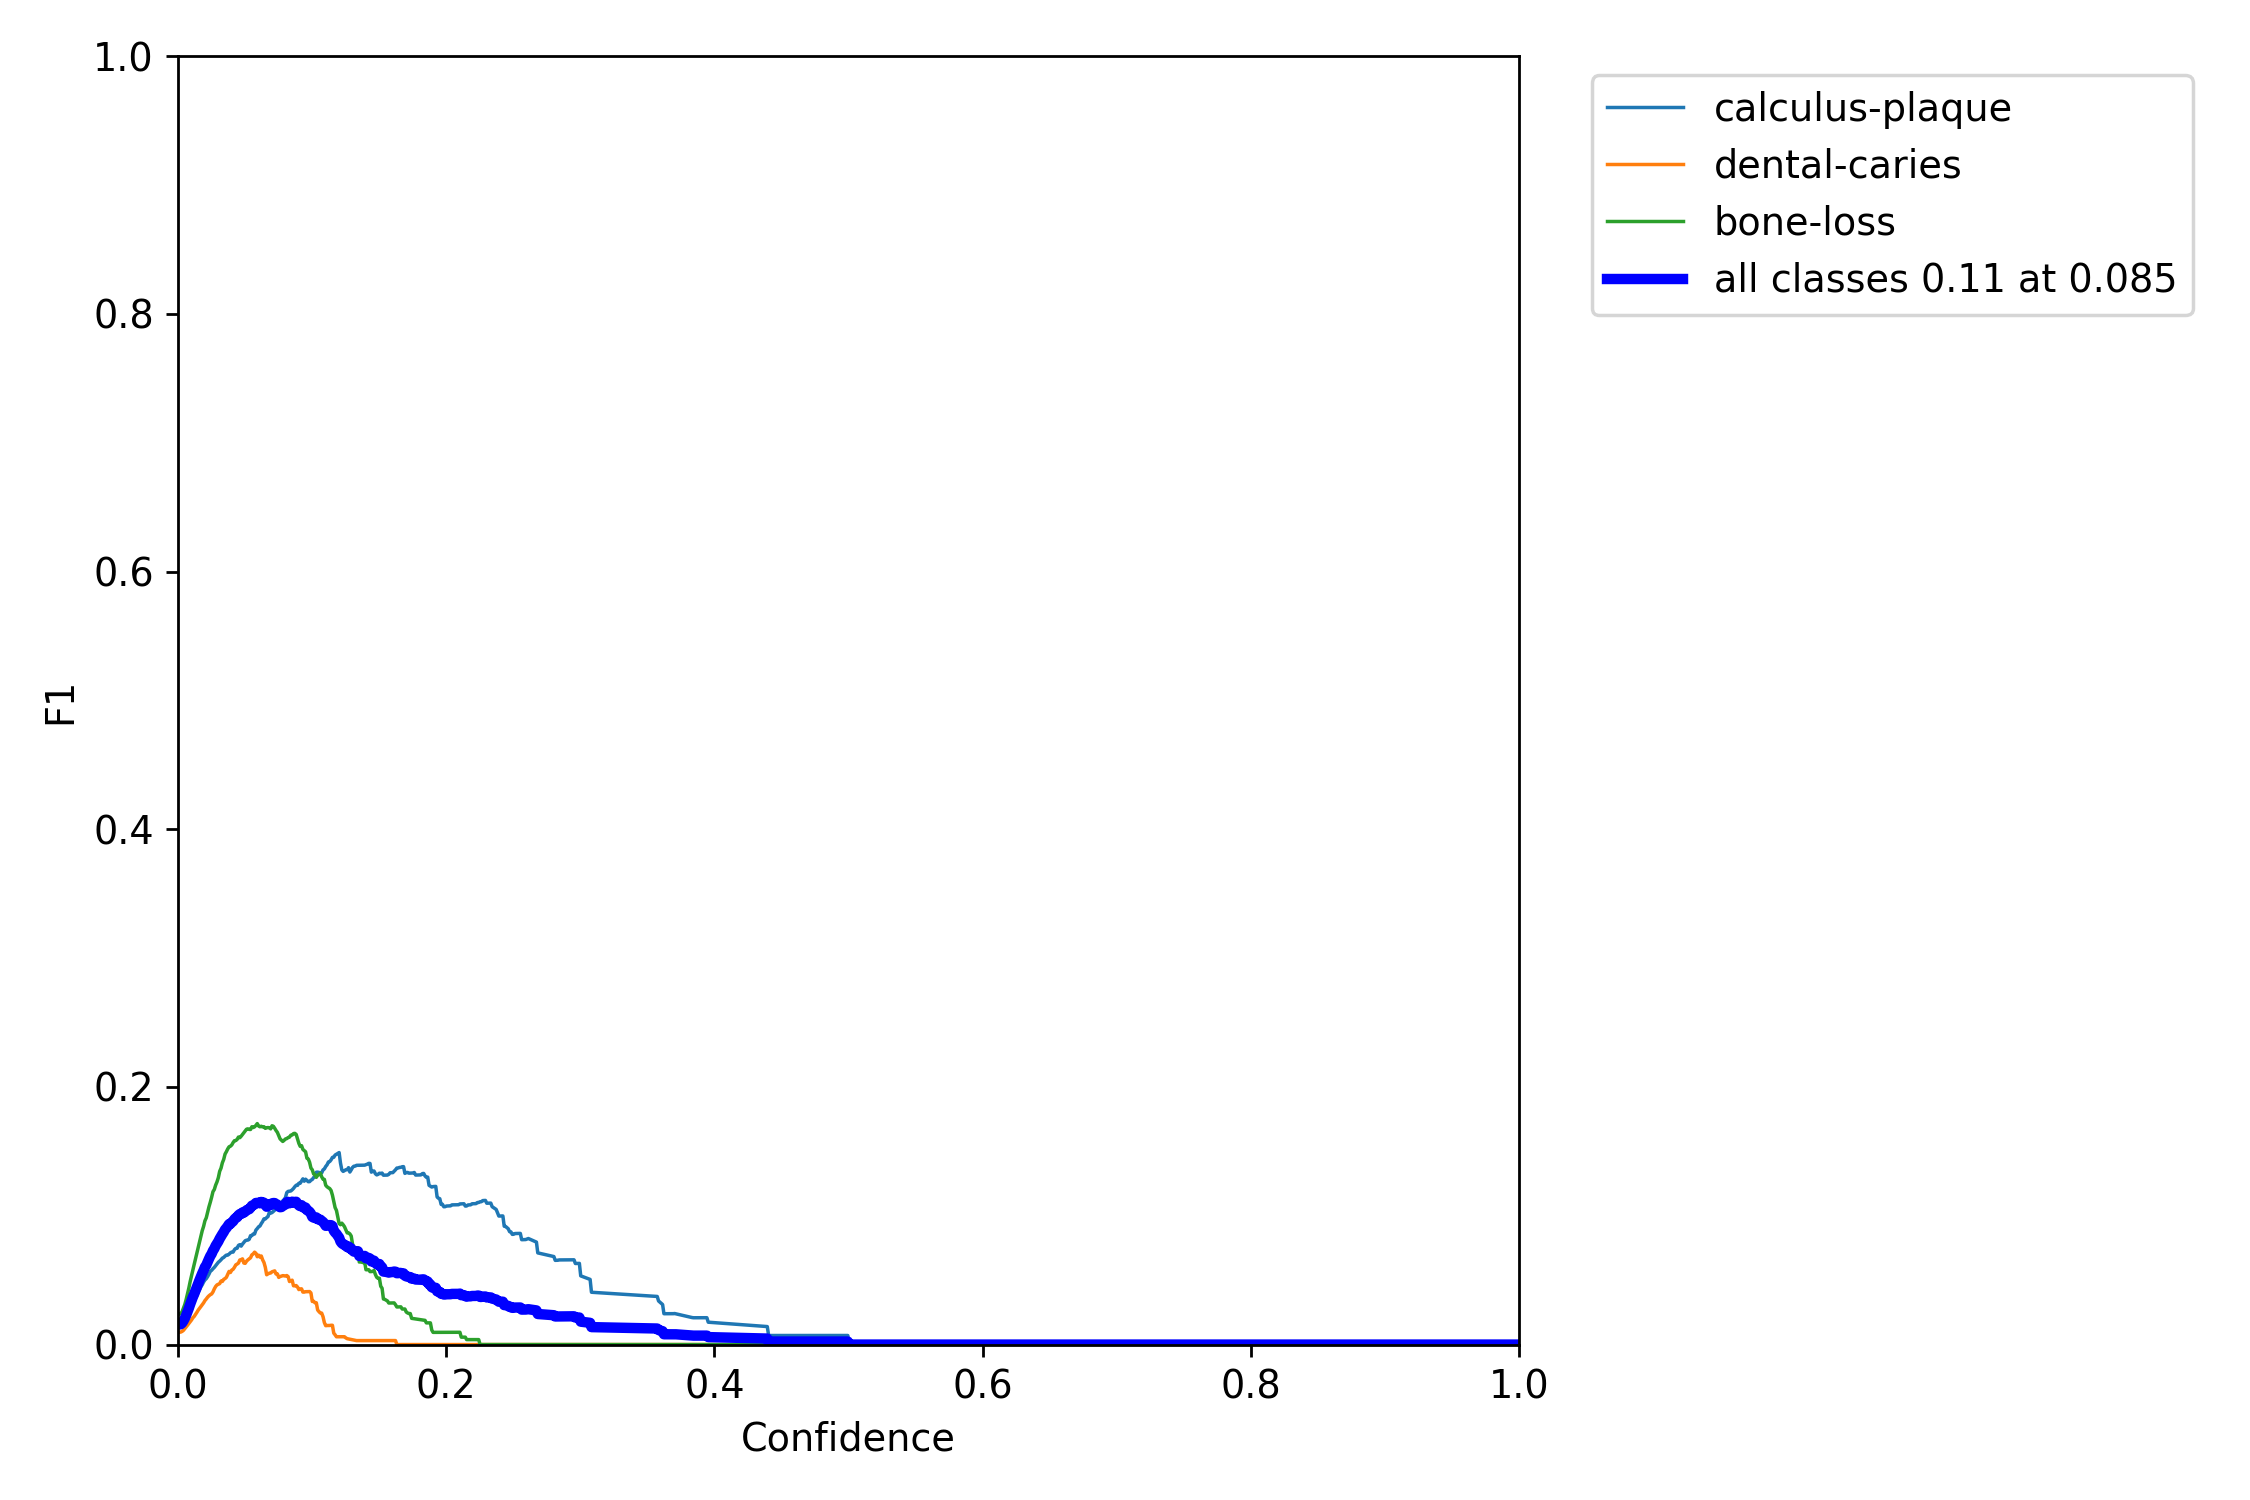 1.0
0.8
0.6
0.4
0.2
0.0
F1
0.0 0.2 0.4 0.6 0.8 1.0
Confidence
calculus-plaque
dental-caries
bone-loss
all classes 0.11 at 0.085